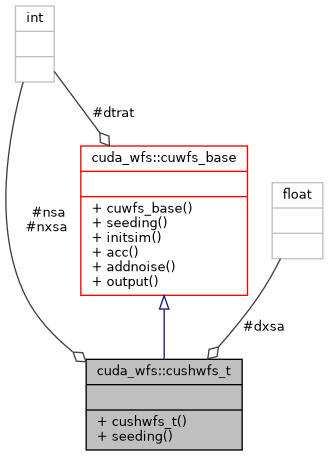 int
#dtrat
cuda_wfs::cuwfs_base
+ cuwfs_base()
+ seeding()
+ initsim()
+ acc()
+ addnoise()
+ output()
float
#nsa
#nxsa
#dxsa
cuda_wfs::cushwfs_t
+ cushwfs_t()
+ seeding()